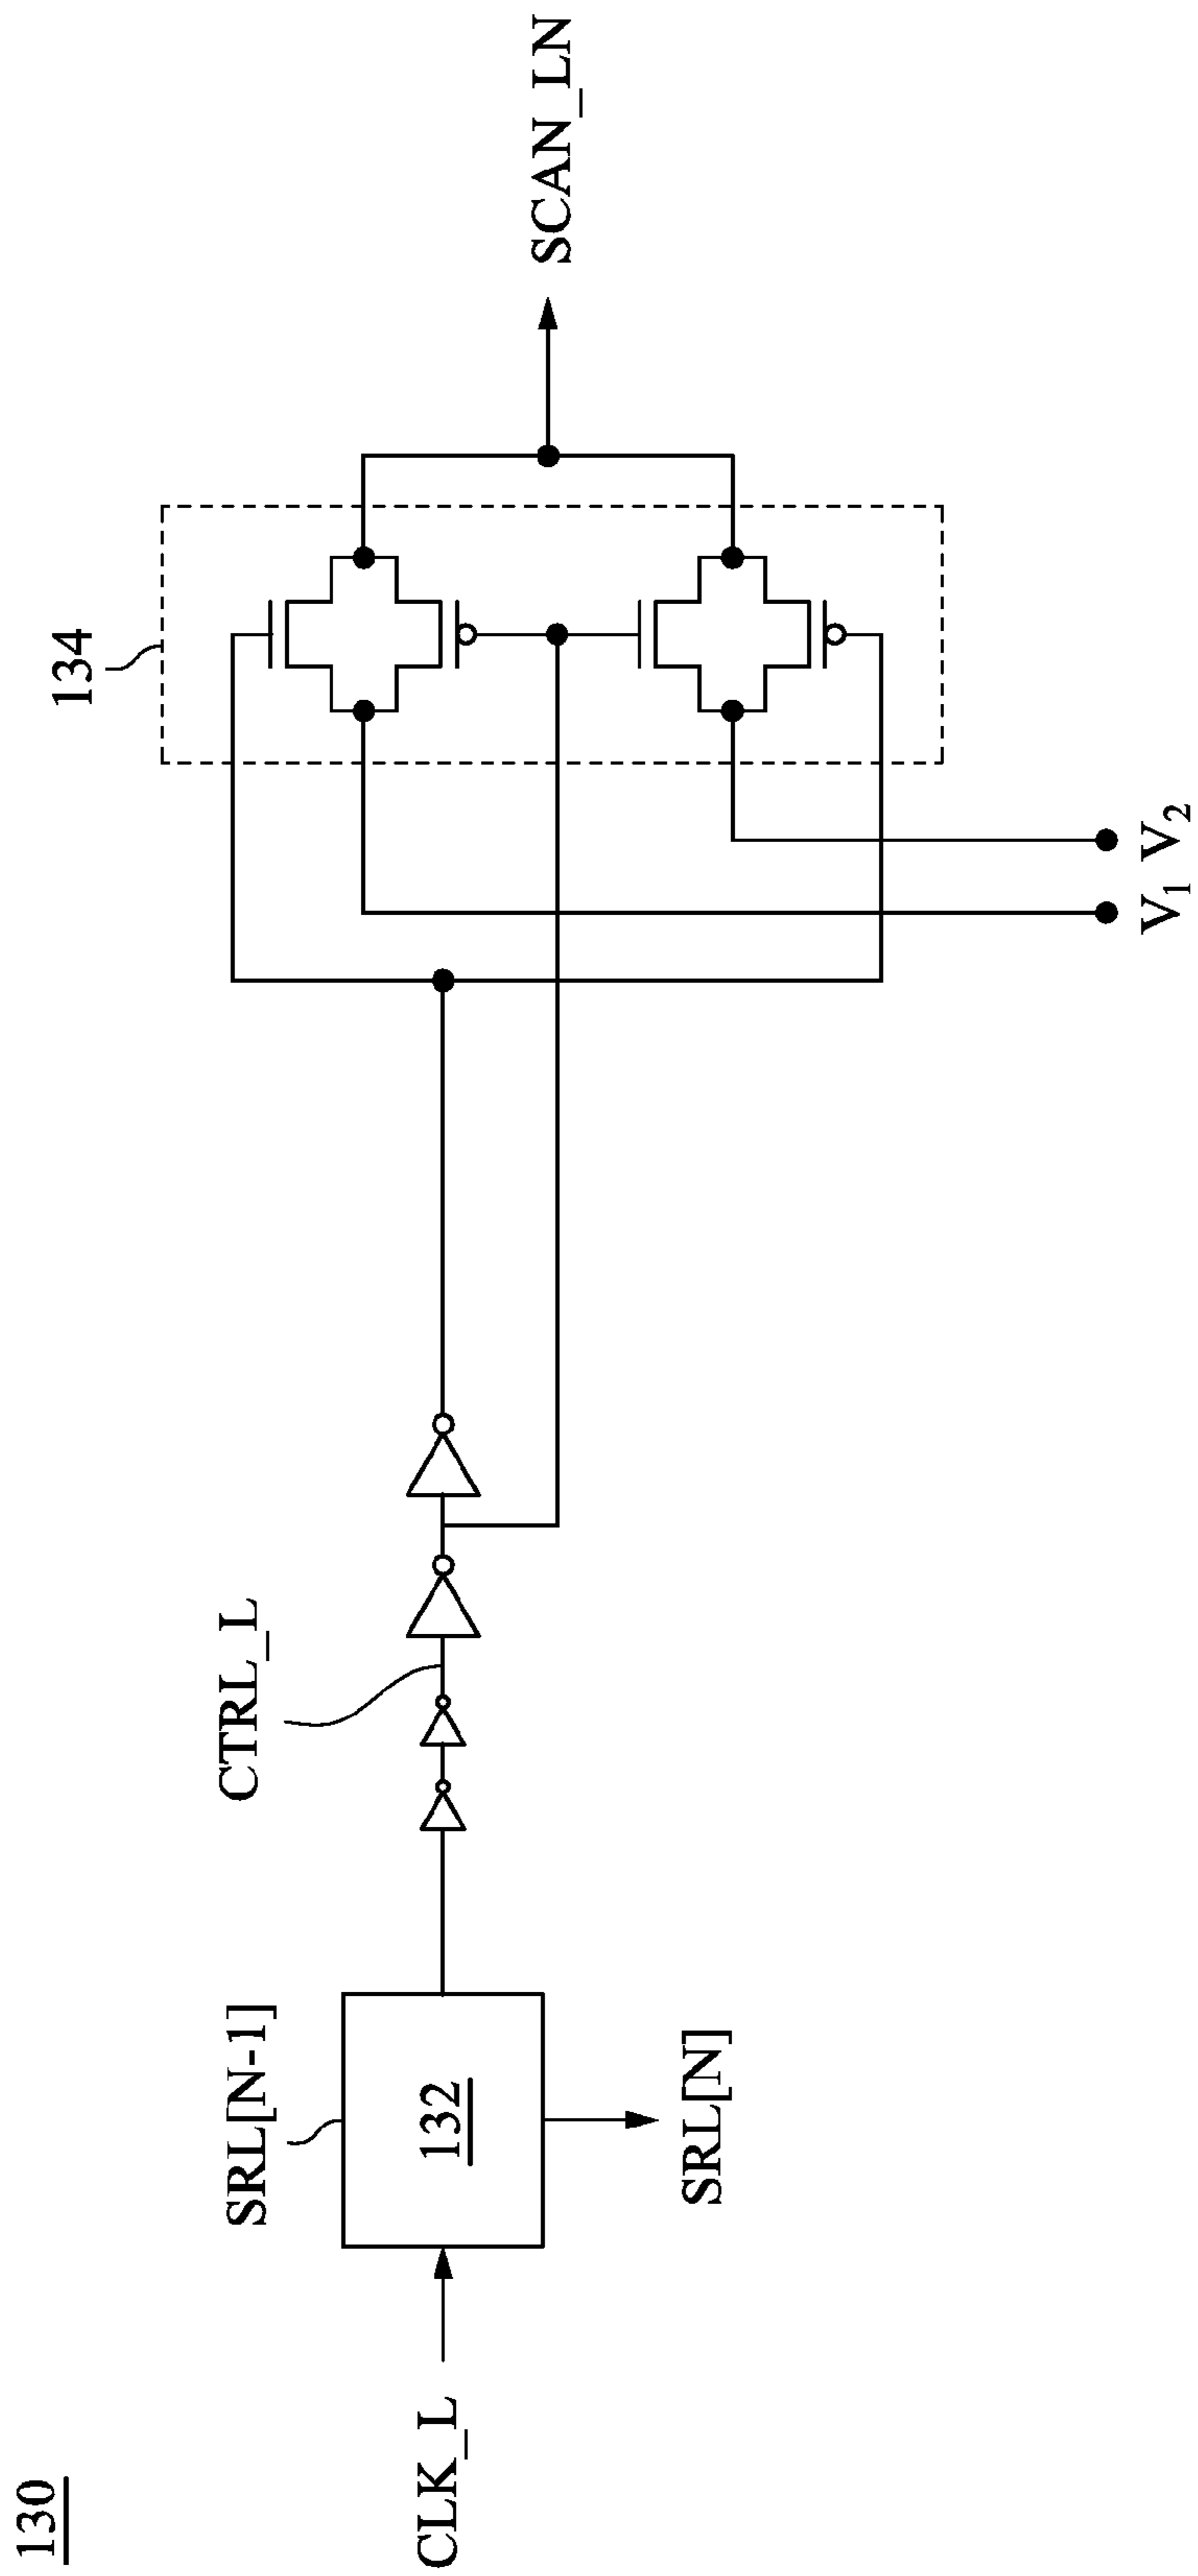 130
CLK_L
SRL[N-1]
132
SRL[N]
CTRL_L
134
V1 V2
SCAN_LN